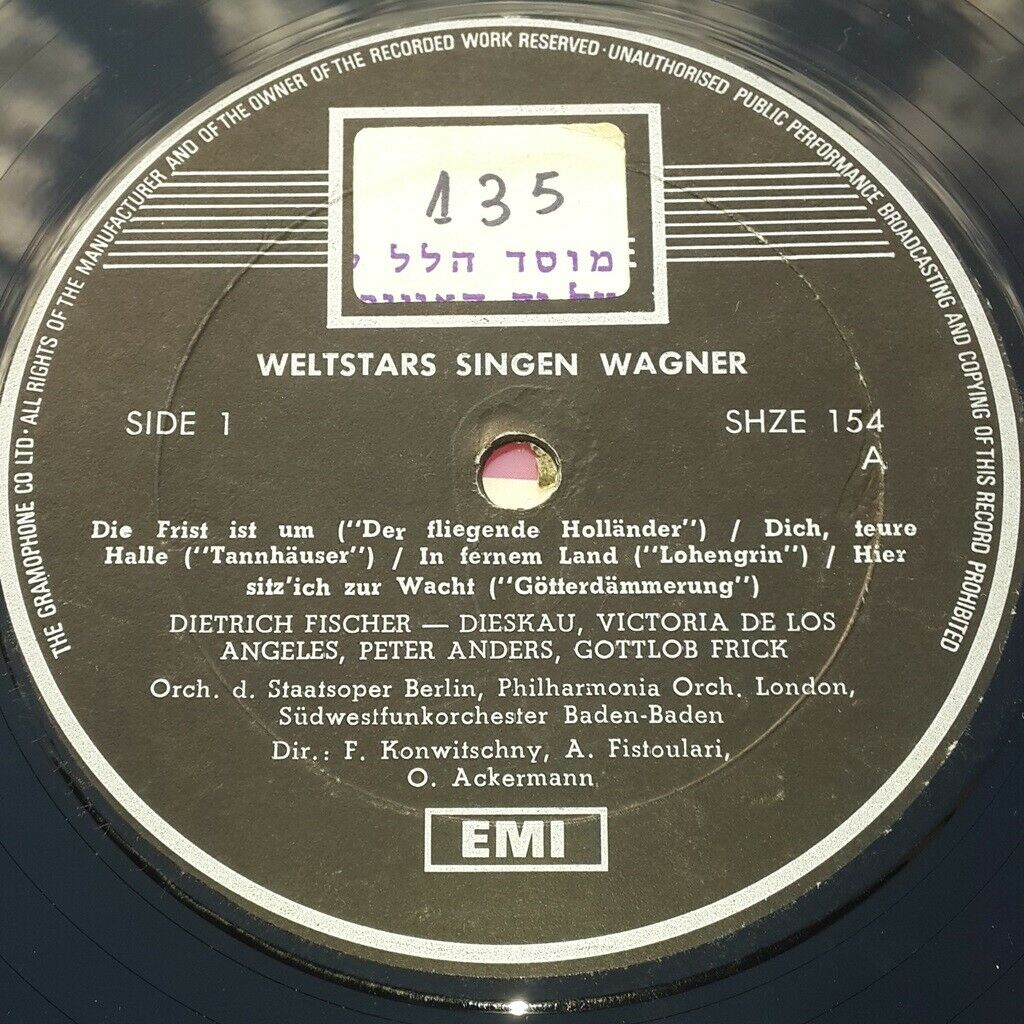 THE GRAMOPHONE CO LTD · ALL RIGHTS OF THE MANUFACTURER AND OF THE OWNER OF THE RECORDED WORK RESERVED · UNAUTHORISED PUBLIC PERFORMANCE BROADCASTING AND COPYING OF THIS RECORD PROHIBITED
135
מוסד הלל
WELTSTARS SINGEN WAGNER
SIDE 1
SHZE 154
A
Die Frist ist um ("Der fliegende Holländer") / Dich, teure
Halle ("Tannhäuser") / In fernem Land ("Lohengrin") / Hier
sitz'ich zur Wacht ("Götterdämmerung")
DIETRICH FISCHER — DIESKAU, VICTORIA DE LOS
ANGELES, PETER ANDERS, GOTTLOB FRICK
Orch. d. Staatsoper Berlin, Philharmonia Orch. London,
Südwestfunkorchester Baden-Baden
Dir.: F. Konwitschny, A. Fistoulari,
O. Ackermann
EMI